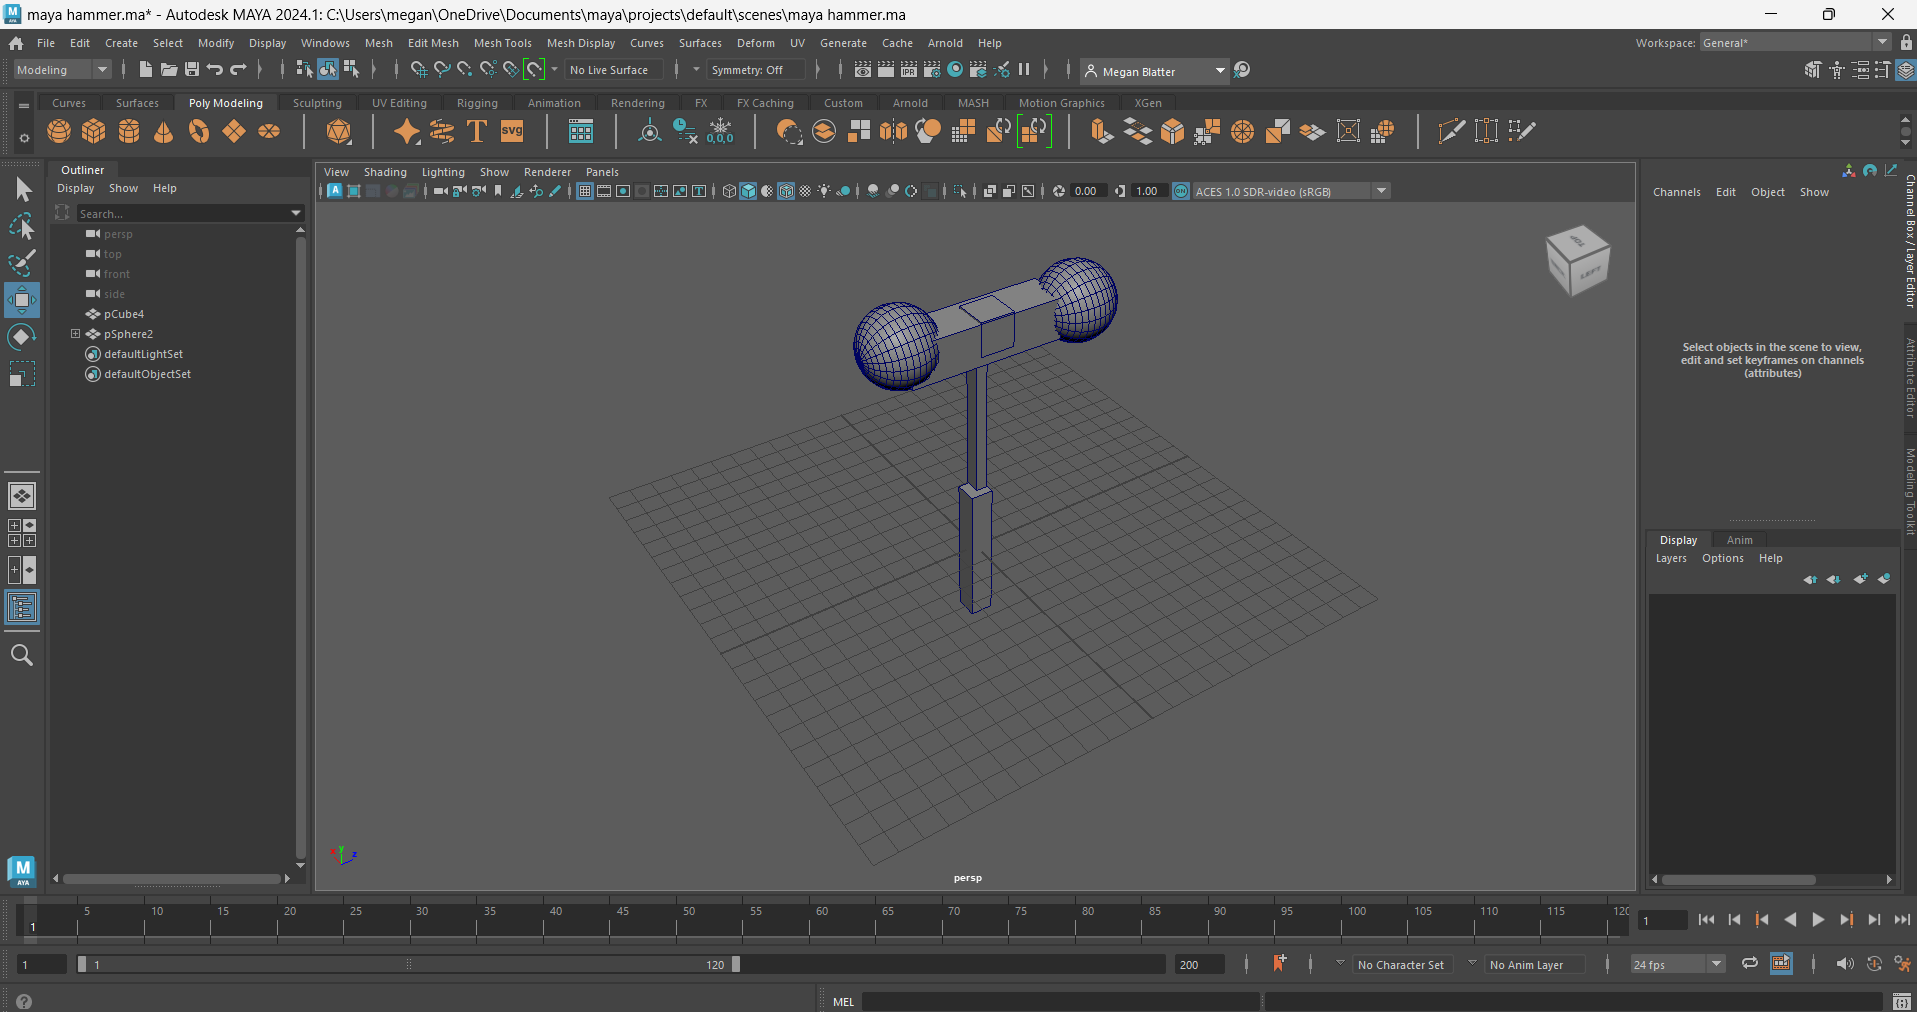 maya hammer.ma* - Autodesk MAYA 2024.1: C:\Users\megan\OneDrive\Documents\maya\projects\default\scenes\maya hammer.ma
File Edit Create Select Modify Display Windows Mesh Edit Mesh Mesh Tools Mesh Display Curves Surfaces Deform UV Generate Cache Arnold Help Workspace: General*
Modeling No Live Surface Symmetry: Off IPR Megan Blatter
Curves Surfaces Poly Modeling Sculpting UV Editing Rigging Animation Rendering FX FX Caching Custom Arnold MASH Motion Graphics XGen
T svg 0,0,0
Outliner
Display Show Help
Search...
persp
top
front
side
pCube4
pSphere2
defaultLightSet
defaultObjectSet
View Shading Lighting Show Renderer Panels
0.00 1.00 ON ACES 1.0 SDR-video (sRGB)
TOP
LEFT
Channels Edit Object Show
Channel Box / Layer Editor
Attribute Editor
Modeling Toolkit
Select objects in the scene to view,
edit and set keyframes on channels
(attributes)
Display Anim
Layers Options Help
x y z
persp
M
AYA
5 10 15 20 25 30 35 40 45 50 55 60 65 70 75 80 85 90 95 100 105 110 115 120
1
1
1 1 120 200 No Character Set No Anim Layer 24 fps
MEL